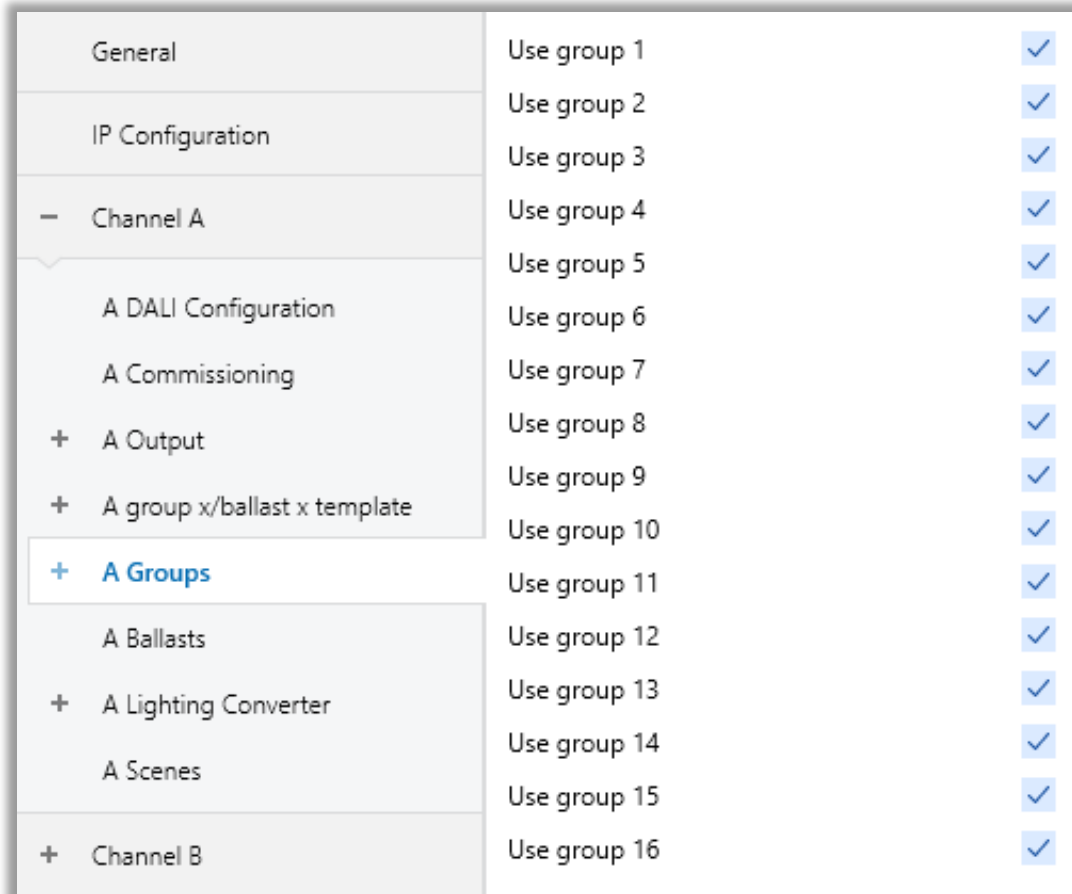 General
IP Configuration
− Channel A
A DALI Configuration
A Commissioning
+ A Output
+ A group x/ballast x template
+ A Groups
A Ballasts
+ A Lighting Converter
A Scenes
+ Channel B
Use group 1
Use group 2
Use group 3
Use group 4
Use group 5
Use group 6
Use group 7
Use group 8
Use group 9
Use group 10
Use group 11
Use group 12
Use group 13
Use group 14
Use group 15
Use group 16